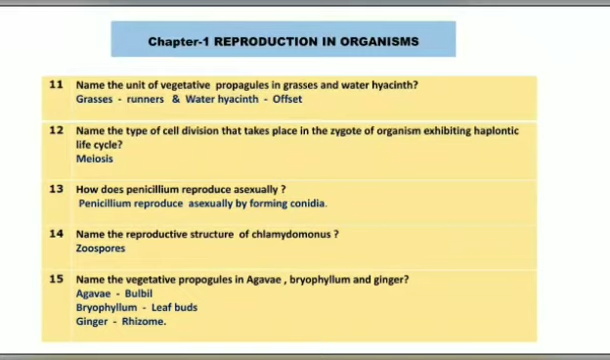 Chapter-1 REPRODUCTION IN ORGANISMS
11 Name the unit of vegetative propagules in grasses and water hyacinth?
Grasses - runners & Water hyacinth - Offset
12 Name the type of cell division that takes place in the zygote of organism exhibiting haplontic
life cycle?
Meiosis
13 How does penicillium reproduce asexually ?
Penicillium reproduce asexually by forming conidia.
14 Name the reproductive structure of chlamydomonus ?
Zoospores
15 Name the vegetative propogules in Agavae , bryophyllum and ginger?
Agavae - Bulbil
Bryophyllum - Leaf buds
Ginger - Rhizome.